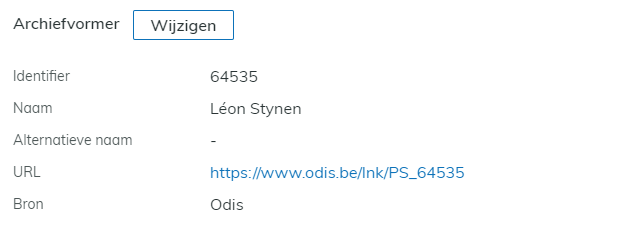 Archiefvormer Wijzigen
Identifier 64535
Naam Léon Stynen
Alternatieve naam -
URL https://www.odis.be/lnk/PS_64535
Bron Odis